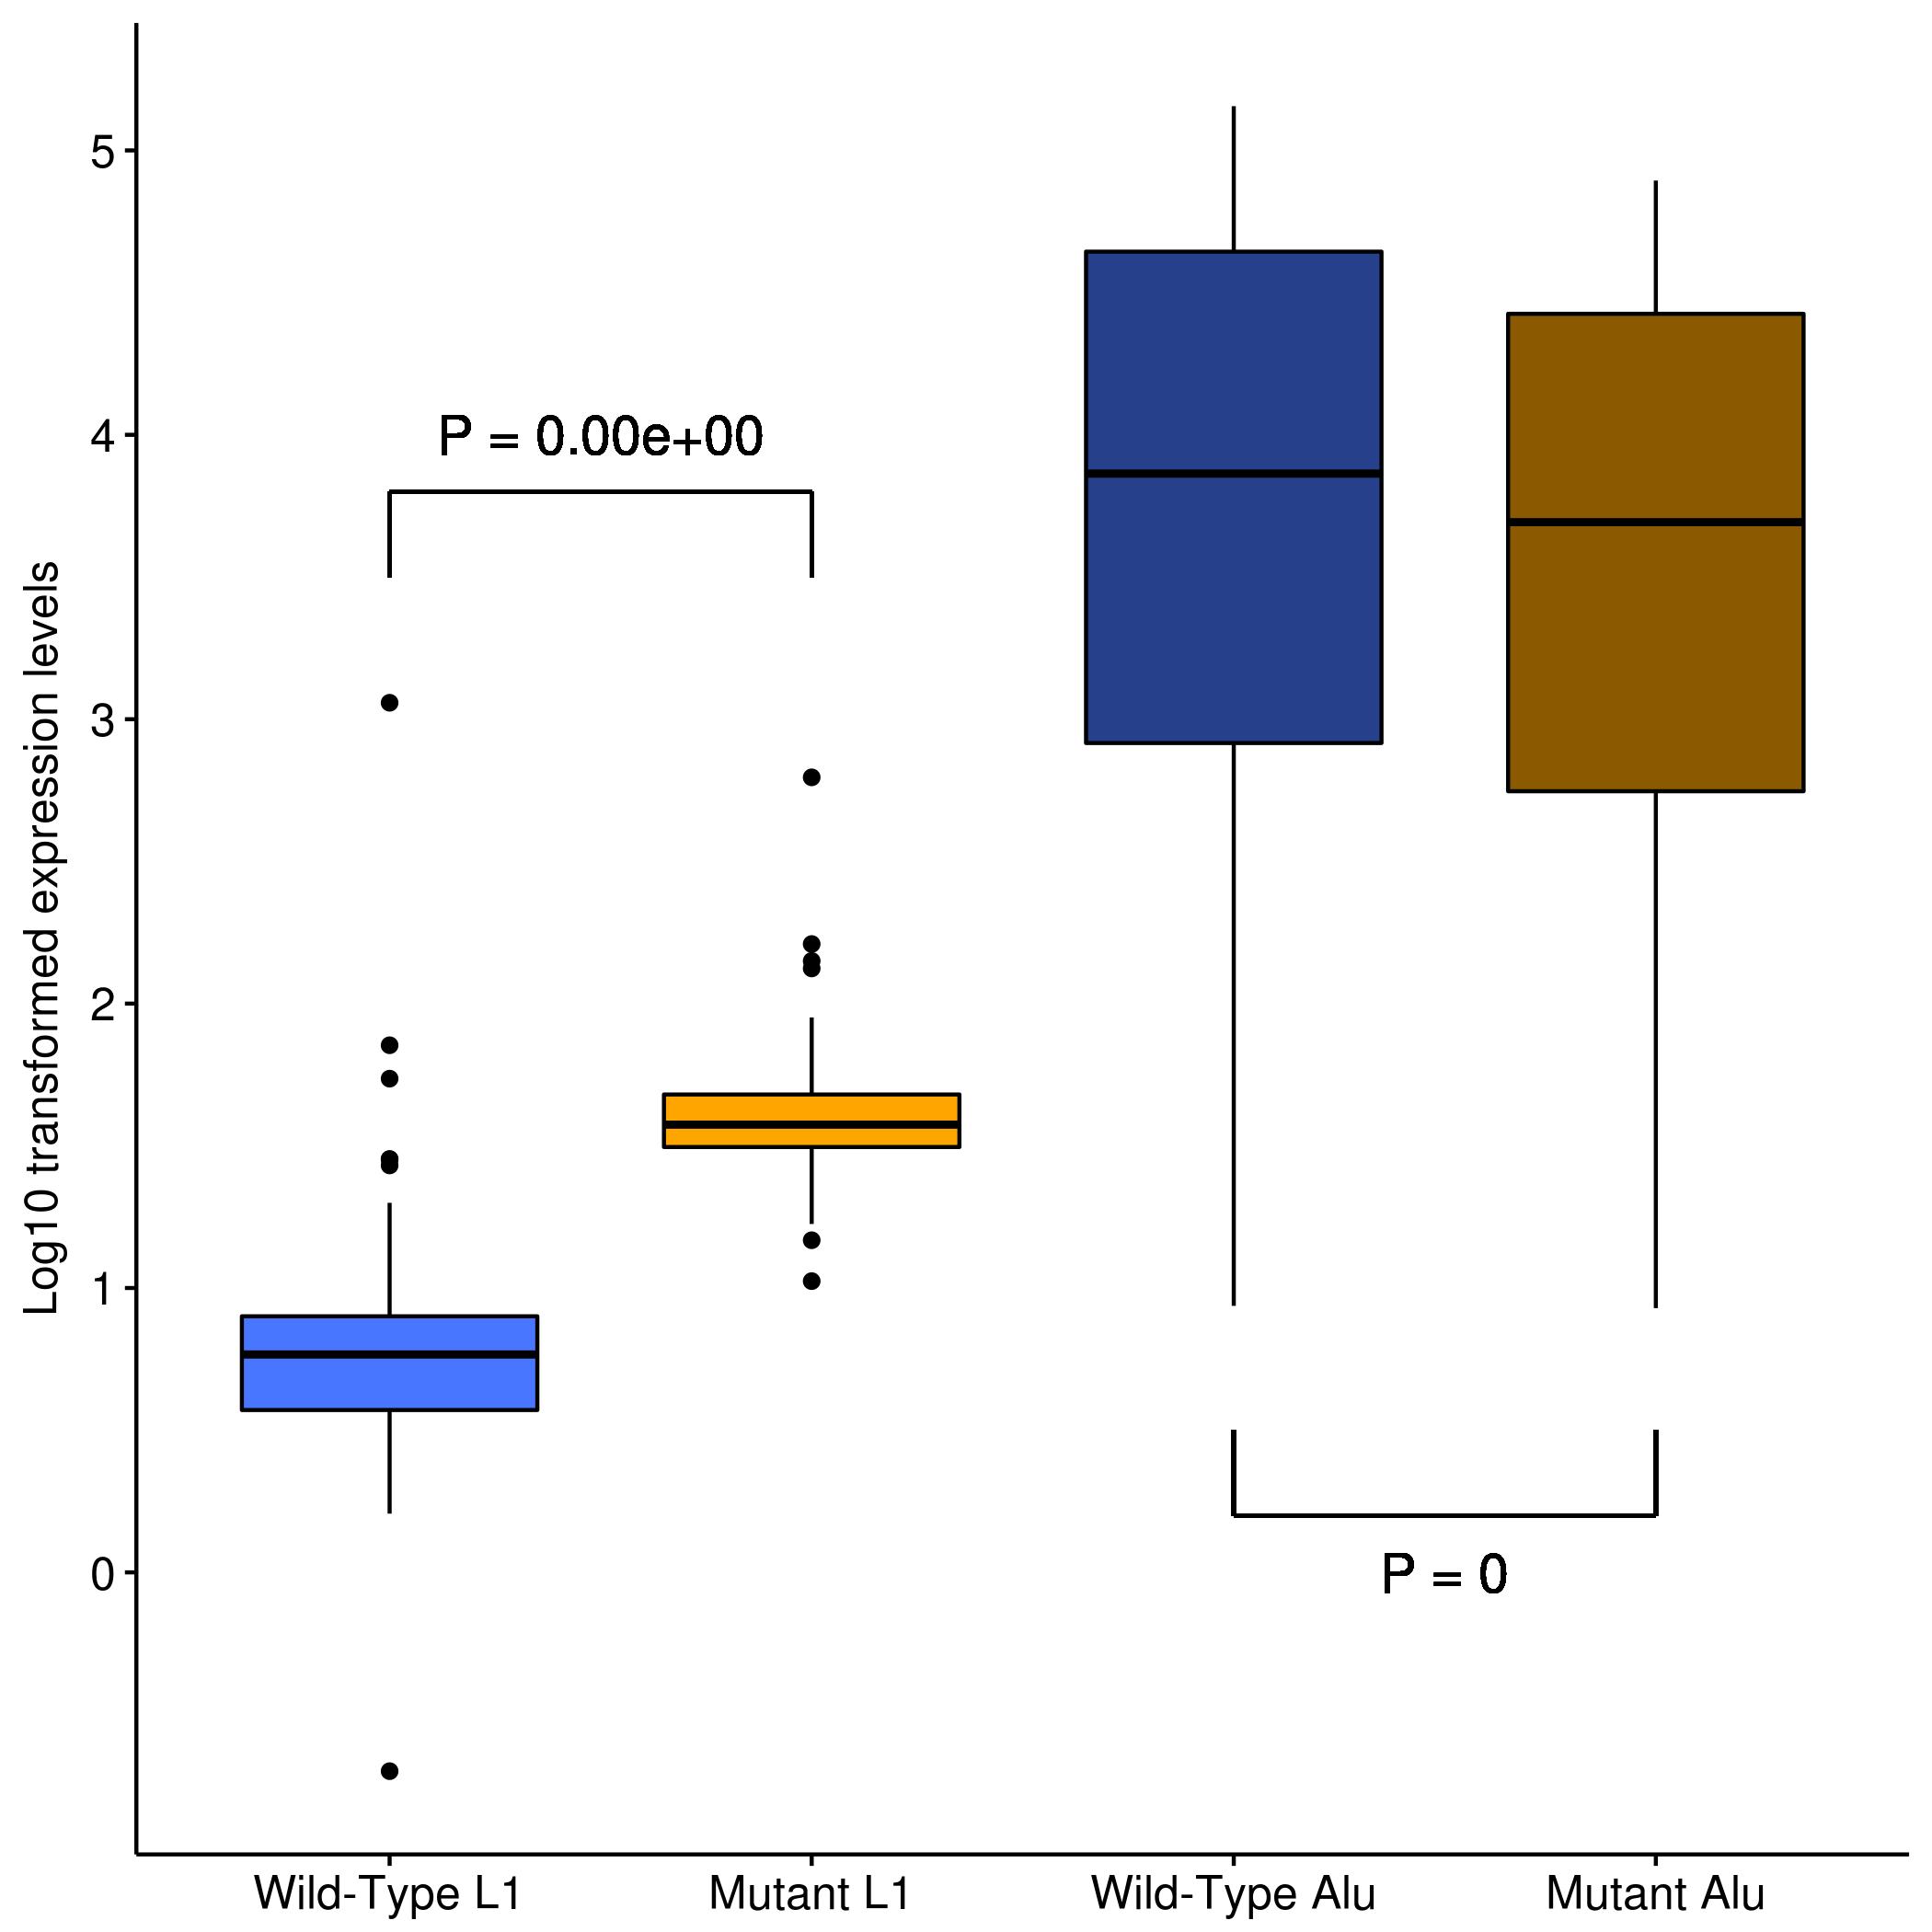 Log10 transformed expression levels
5
4
3
2
1
0
P = 0.00e+00
P = 0
Wild-Type L1
Mutant L1
Wild-Type Alu
Mutant Alu